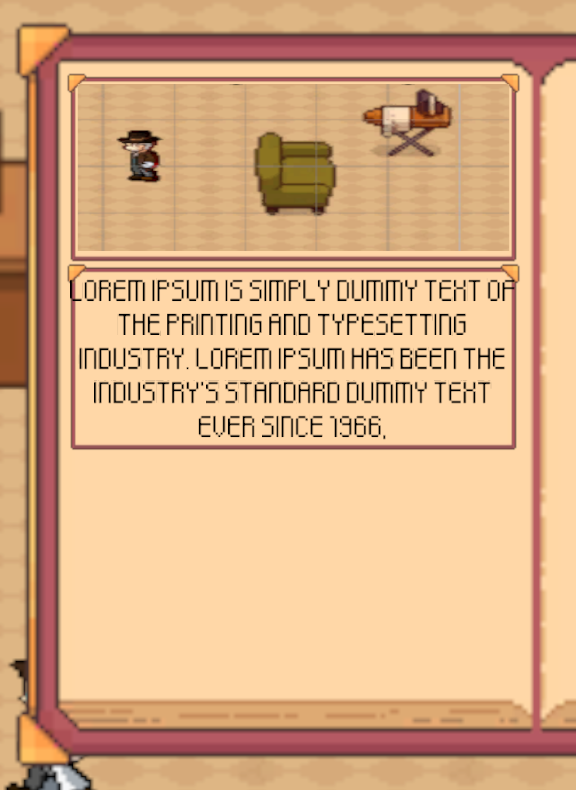 LOREM IPSUM IS SIMPLY DUMMY TEXT OF
THE PRINTING AND TYPESETTING
INDUSTRY. LOREM IPSUM HAS BEEN THE
INDUSTRY'S STANDARD DUMMY TEXT
EVER SINCE 1966,